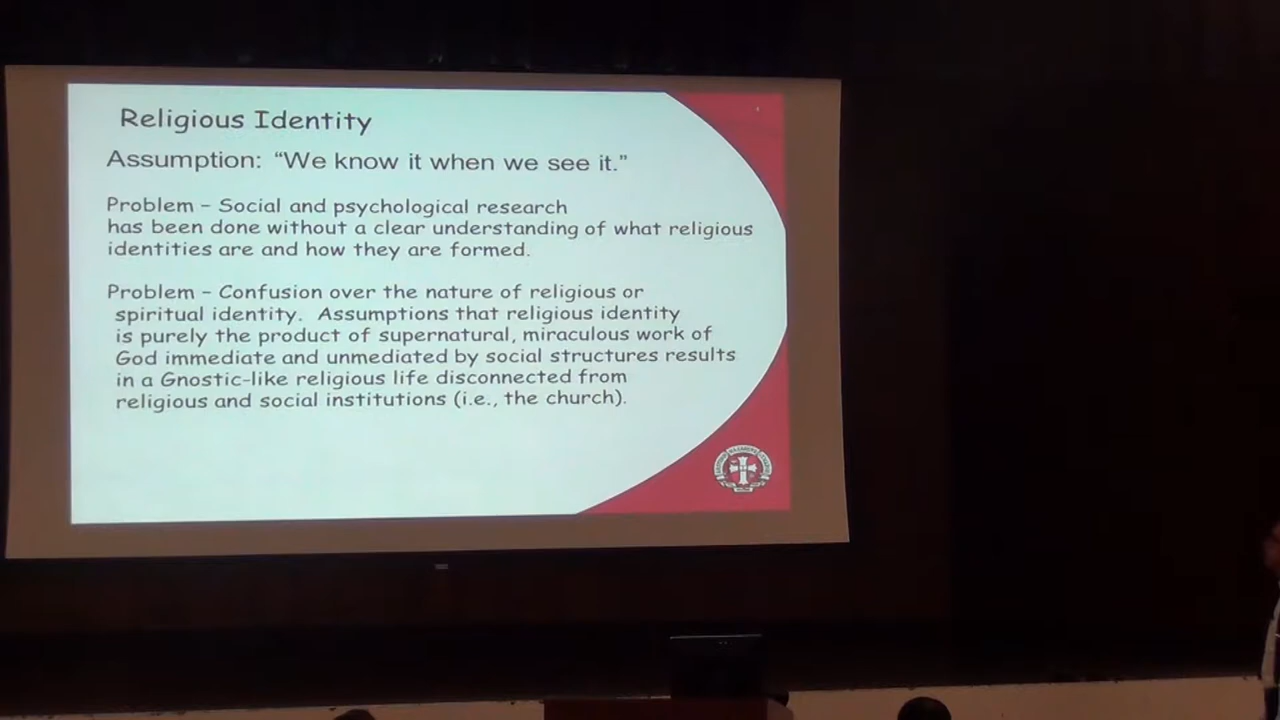 Religious Identity
Assumption: “We know it when we see it.”
Problem – Social and psychological research
has been done without a clear understanding of what religious
identities are and how they are formed.
Problem – Confusion over the nature of religious or
spiritual identity. Assumptions that religious identity
is purely the product of supernatural, miraculous work of
God immediate and unmediated by social structures results
in a Gnostic-like religious life disconnected from
religious and social institutions (i.e., the church).